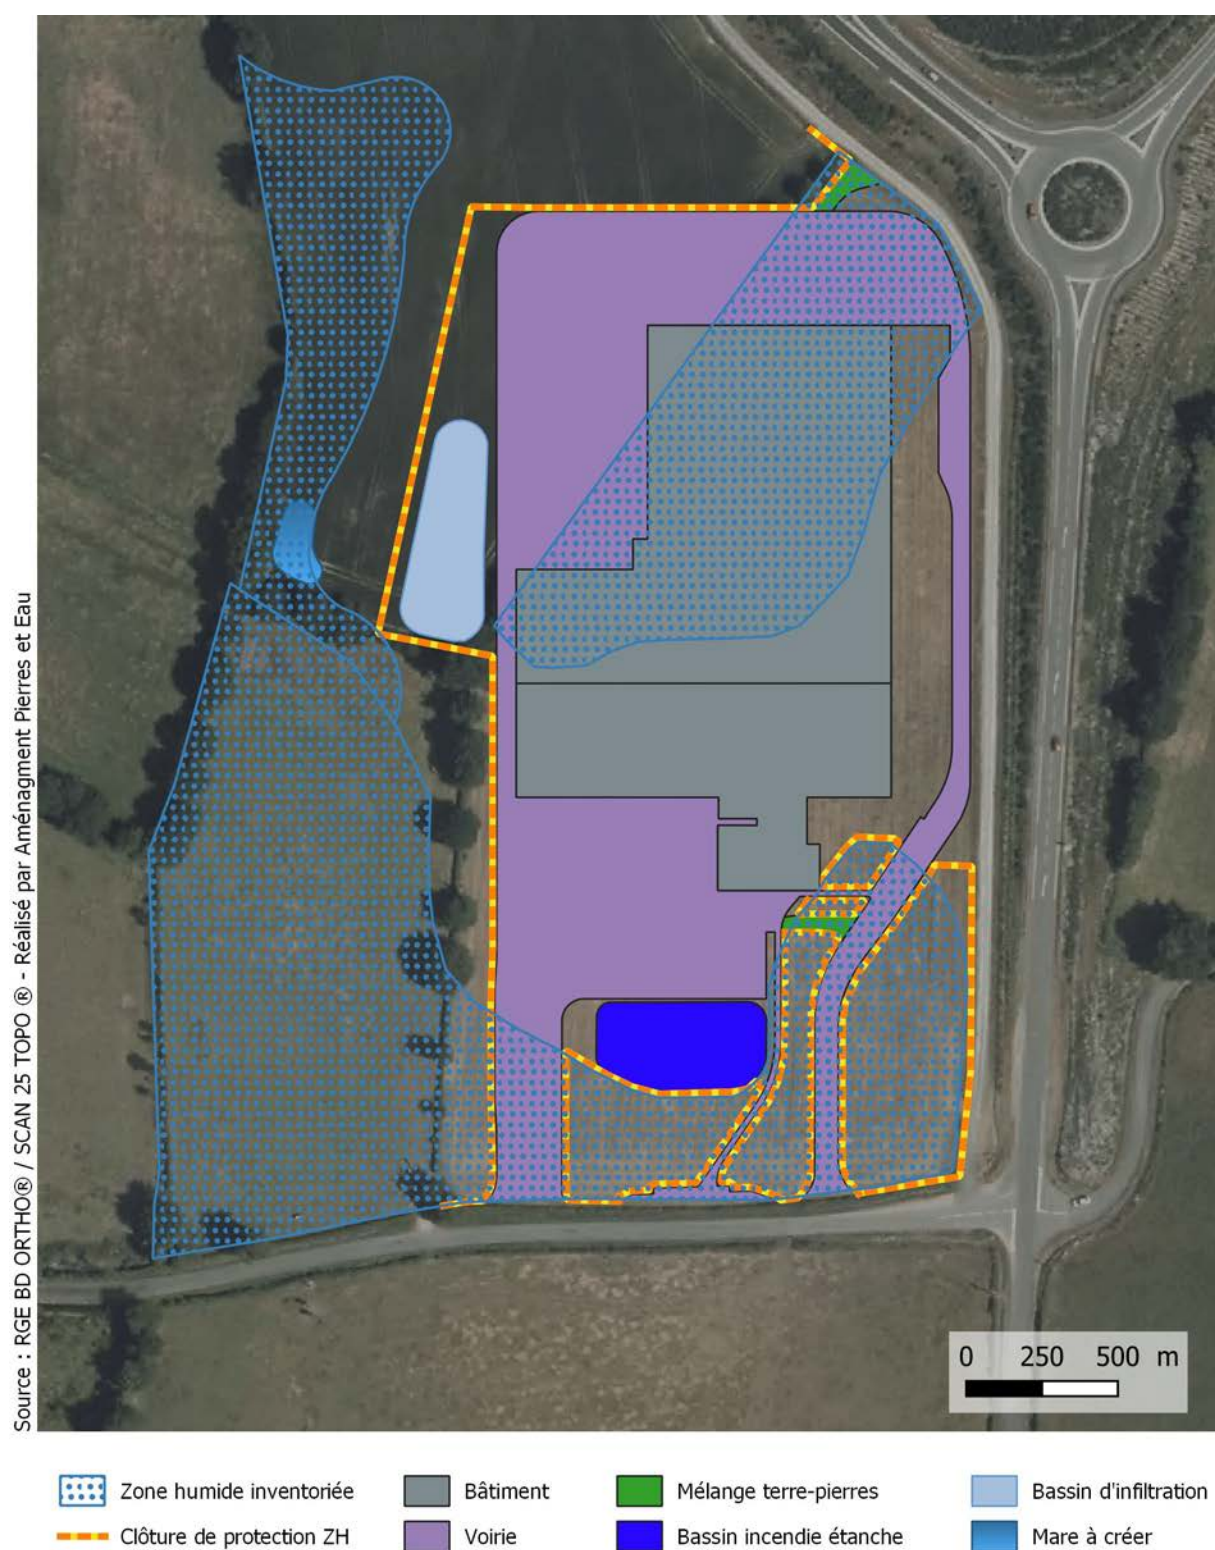 Source : RGE BD ORTHO® / SCAN 25 TOPO ® - Réalisé par Aménagment Pierres et Eau
0 250 500 m
Zone humide inventoriée
Bâtiment
Mélange terre-pierres
Bassin d'infiltration
Clôture de protection ZH
Voirie
Bassin incendie étanche
Mare à créer